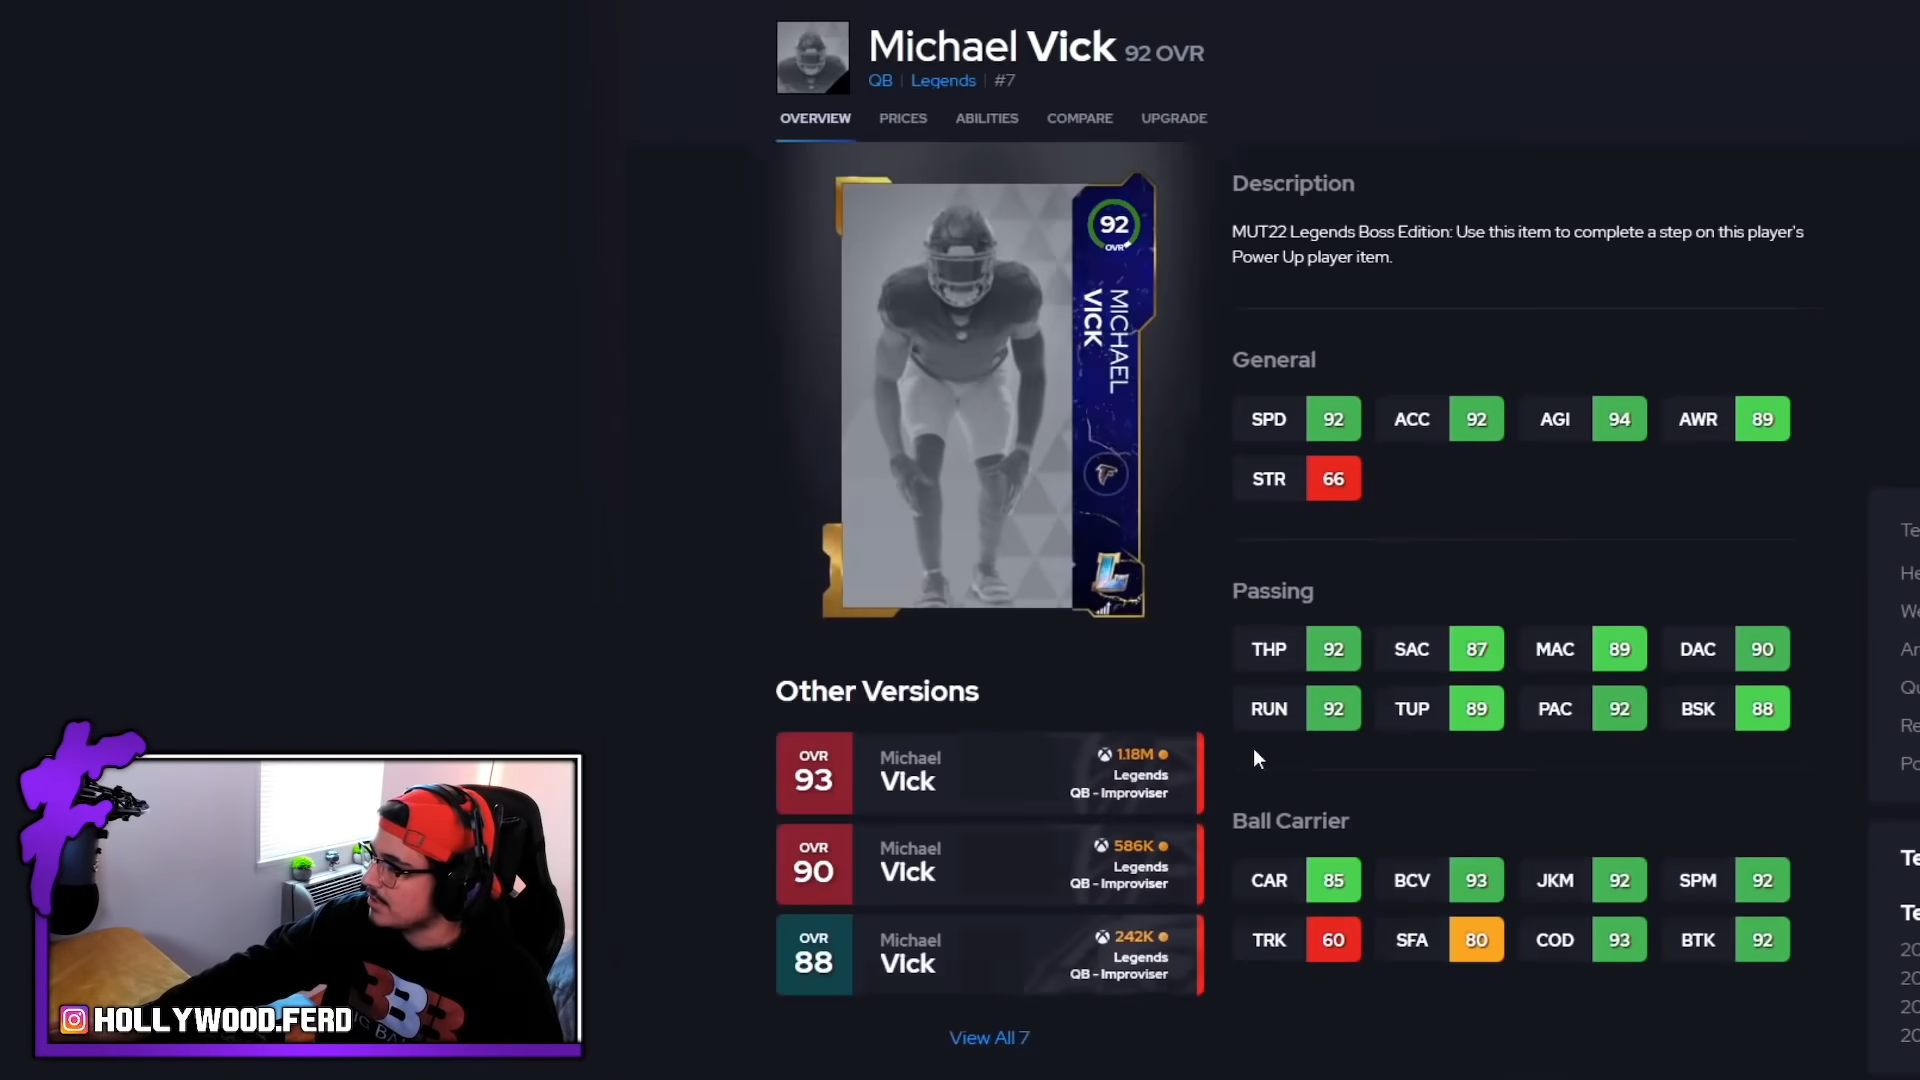 Michael Vick 92 OVR
QB | Legends | #7
OVERVIEW PRICES ABILITIES COMPARE UPGRADE
92
OVR
MICHAEL
VICK
Description
MUT22 Legends Boss Edition: Use this item to complete a step on this player's
Power Up player item.
General
SPD 92 ACC 92 AGI 94 AWR 89
STR 66
Passing
THP 92 SAC 87 MAC 89 DAC 90
RUN 92 TUP 89 PAC 92 BSK 88
Ball Carrier
CAR 85 BCV 93 JKM 92 SPM 92
TRK 60 SFA 80 COD 93 BTK 92
Other Versions
OVR 93 Michael Vick 1.18M Legends QB - Improviser
OVR 90 Michael Vick 586K Legends QB - Improviser
OVR 88 Michael Vick 242K Legends QB - Improviser
View All 7
HOLLYWOOD.FERD
BBB